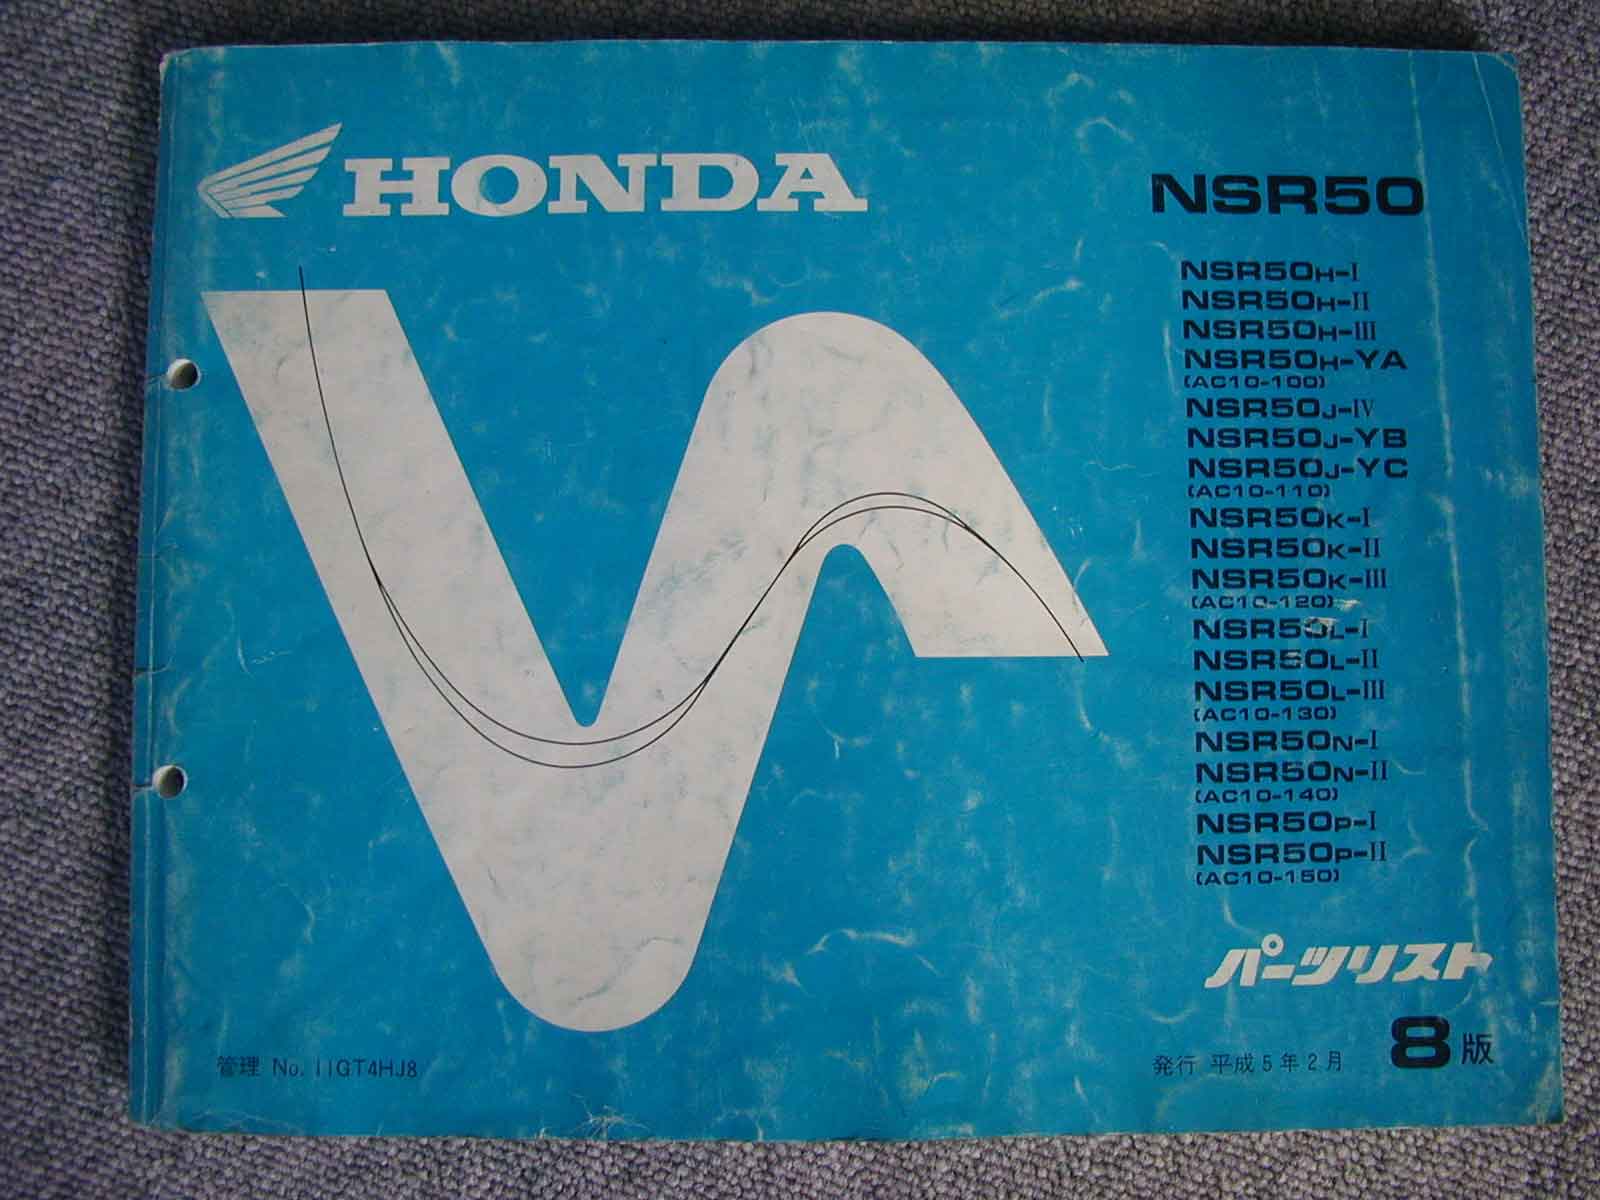 HONDA
NSR50
NSR50H-I
NSR50H-II
NSR50H-III
NSR50H-YA
(AC10-100)
NSR50J-IV
NSR50J-YB
NSR50J-YC
(AC10-110)
NSR50K-I
NSR50K-II
NSR50K-III
(AC10-120)
NSR50L-I
NSR50L-II
NSR50L-III
(AC10-130)
NSR50N-I
NSR50N-II
(AC10-140)
NSR50P-I
NSR50P-II
(AC10-150)
パーツリスト
8版
管理 No. 11GT4HJ8
発行 平成5年2月